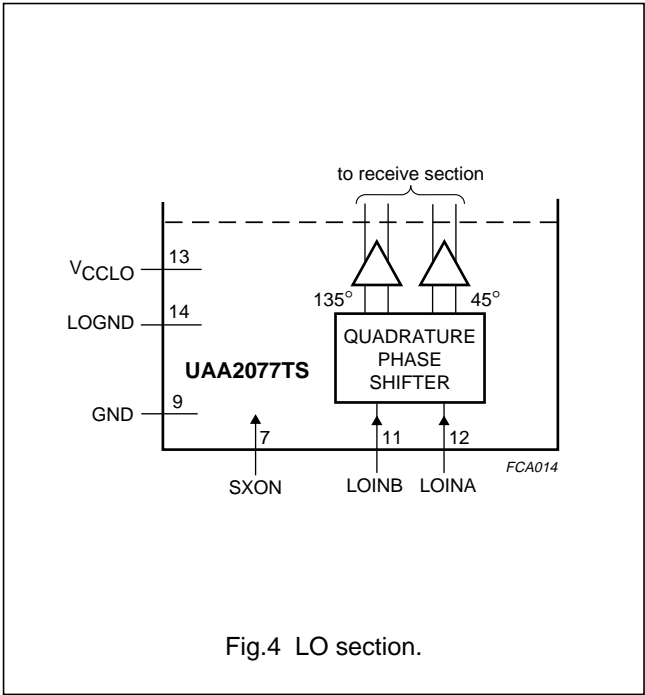 to receive section
135°
45°
V_CCLO
13
LOGND
14
GND
9
QUADRATURE
PHASE
SHIFTER
UAA2077TS
7
11
12
SXON
LOINB
LOINA
FCA014
Fig.4 LO section.